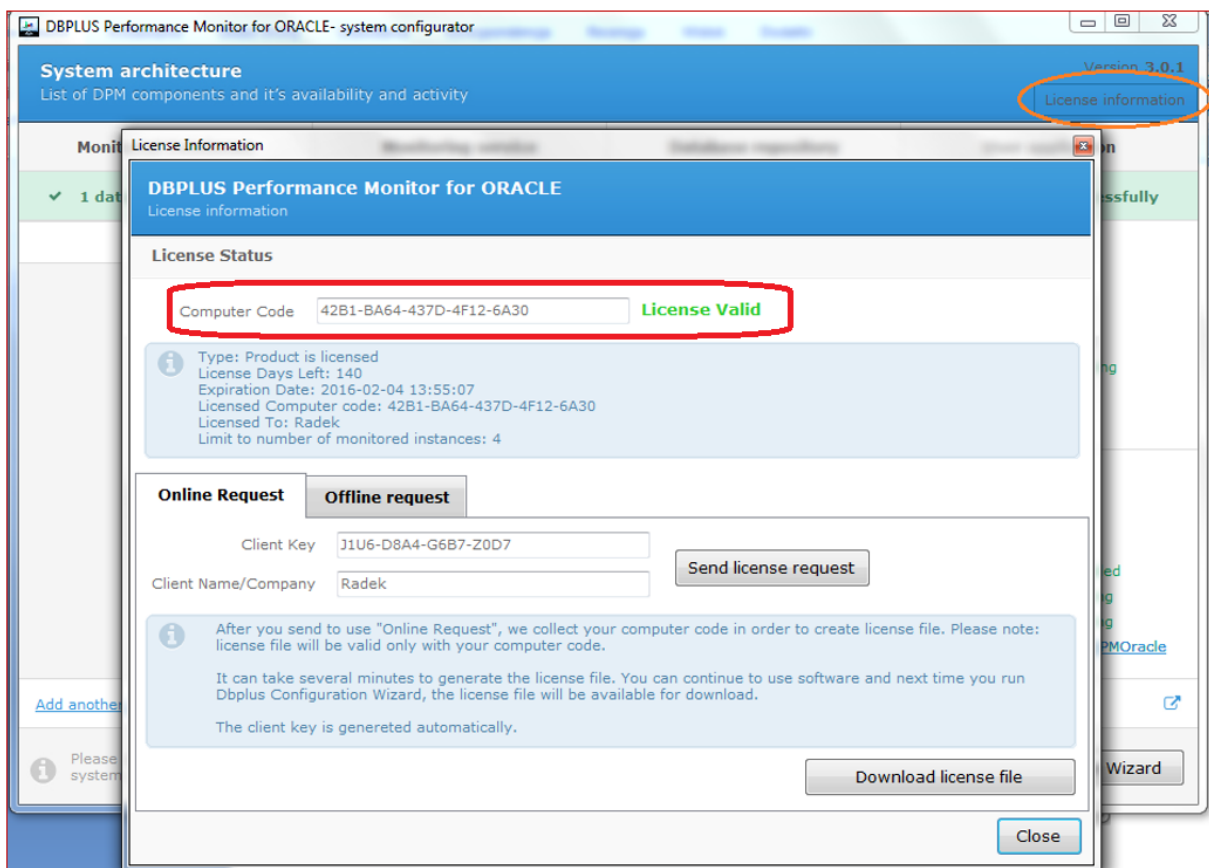 DBPLUS Performance Monitor for ORACLE- system configurator
System architecture
Version 3.0.1
List of DPM components and it's availability and activity
License information
Monit
License Information
on
1 dat
DBPLUS Performance Monitor for ORACLE
ssfully
License information
License Status
Computer Code
42B1-BA64-437D-4F12-6A30
License Valid
Type: Product is licensed
License Days Left: 140
ng
Expiration Date: 2016-02-04 13:55:07
Licensed Computer code: 42B1-BA64-437D-4F12-6A30
Licensed To: Radek
Limit to number of monitored instances: 4
Online Request
Offline request
Client Key
J1U6-D8A4-G6B7-Z0D7
Send license request
Client Name/Company
Radek
ed
ng
ng
After you send to use "Online Request", we collect your computer code in order to create license file. Please note:
license file will be valid only with your computer code.
PMOracle
It can take several minutes to generate the license file. You can continue to use software and next time you run
Dbplus Configuration Wizard, the license file will be available for download.
Add another
The client key is genereted automatically.
Please
system
Download license file
Wizard
Close